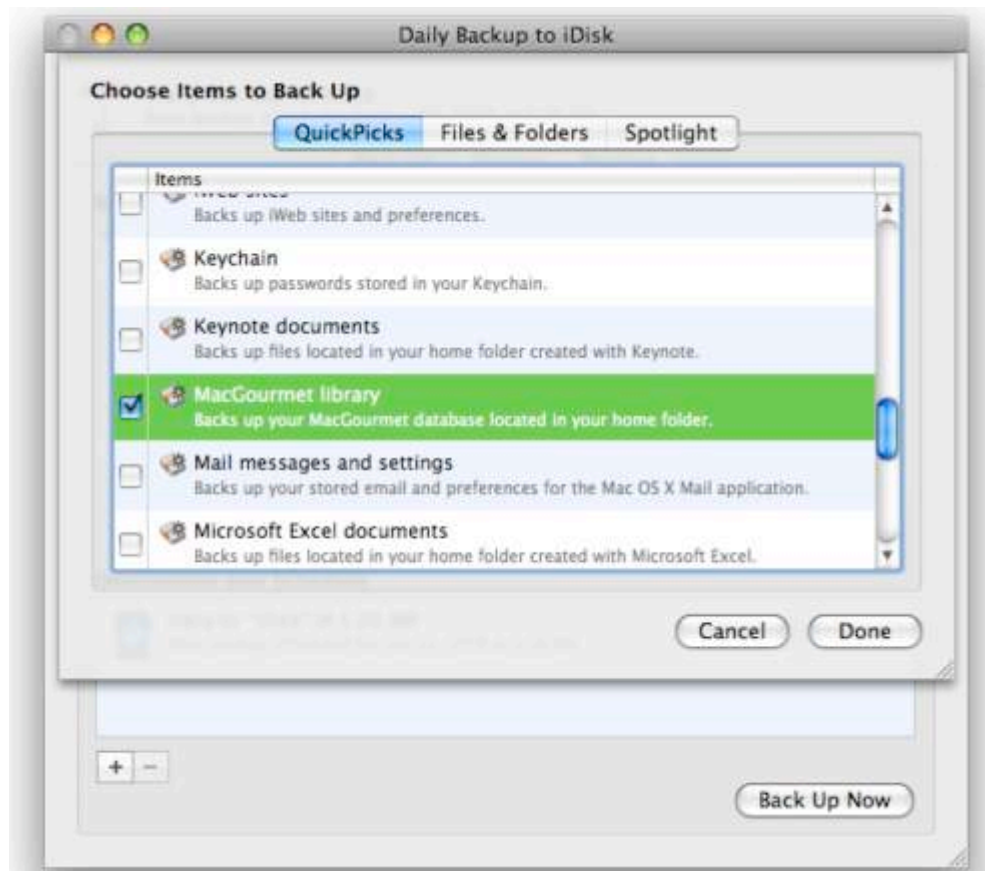 Daily Backup to iDisk
Choose Items to Back Up
QuickPicks Files & Folders Spotlight
Items
iWeb sites
Backs up iWeb sites and preferences.
Keychain
Backs up passwords stored in your Keychain.
Keynote documents
Backs up files located in your home folder created with Keynote.
MacGourmet library
Backs up your MacGourmet database located in your home folder.
Mail messages and settings
Backs up your stored email and preferences for the Mac OS X Mail application.
Microsoft Excel documents
Backs up files located in your home folder created with Microsoft Excel.
Cancel Done
+ −
Back Up Now